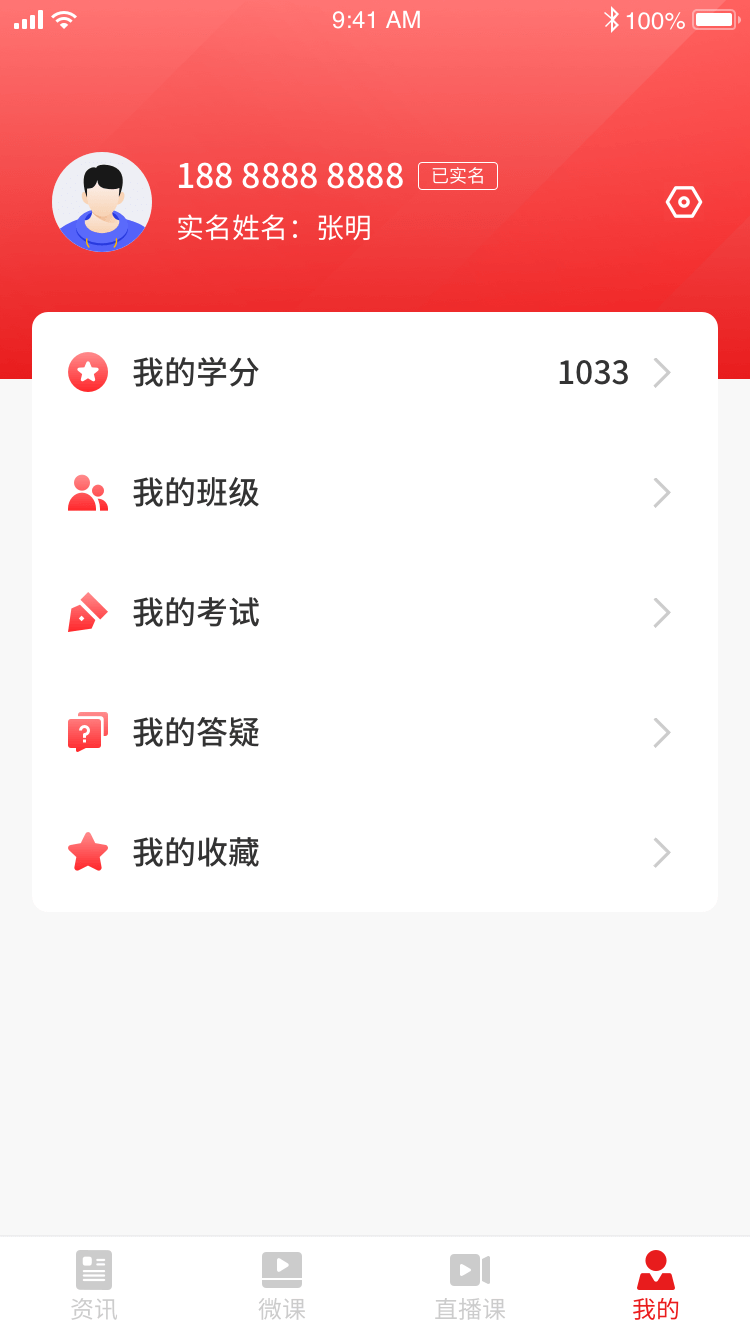 9:41 AM 100%
188 8888 8888 已实名
实名姓名：张明
我的学分 1033
我的班级
我的考试
?
我的答疑
我的收藏
资讯 微课 直播课 我的